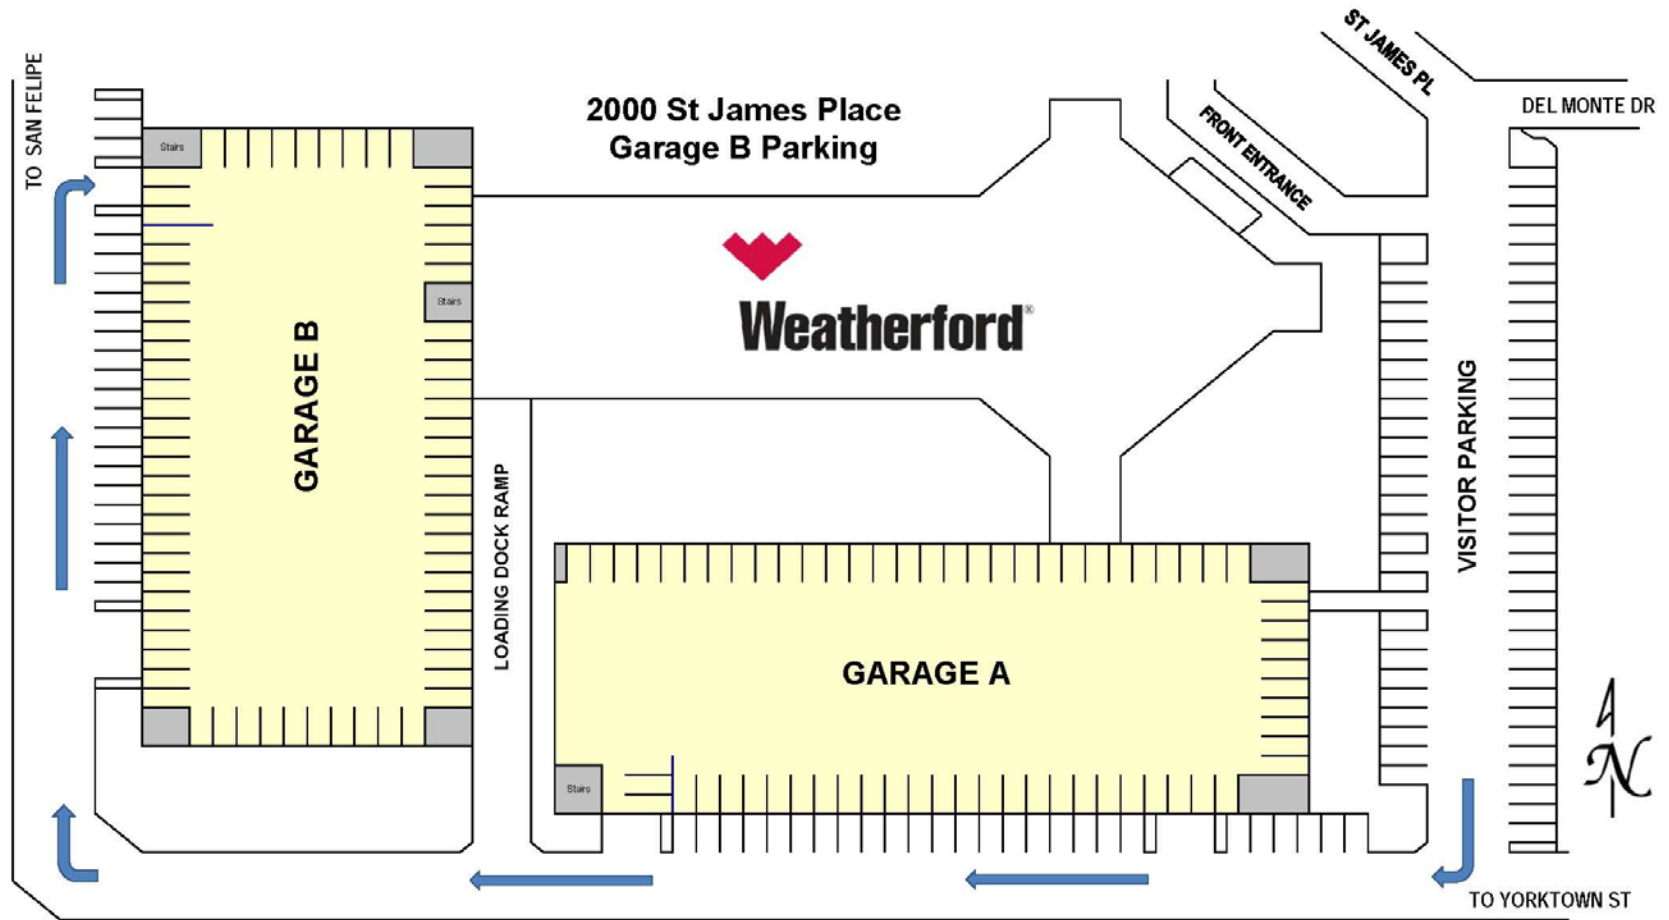 ST JAMES PL
TO SAN FELIPE
2000 St James Place
Garage B Parking
FRONT ENTRANCE
DEL MONTE DR
Stairs
Stairs
Weatherford®
GARAGE B
VISITOR PARKING
LOADING DOCK RAMP
GARAGE A
Stairs
N
TO YORKTOWN ST